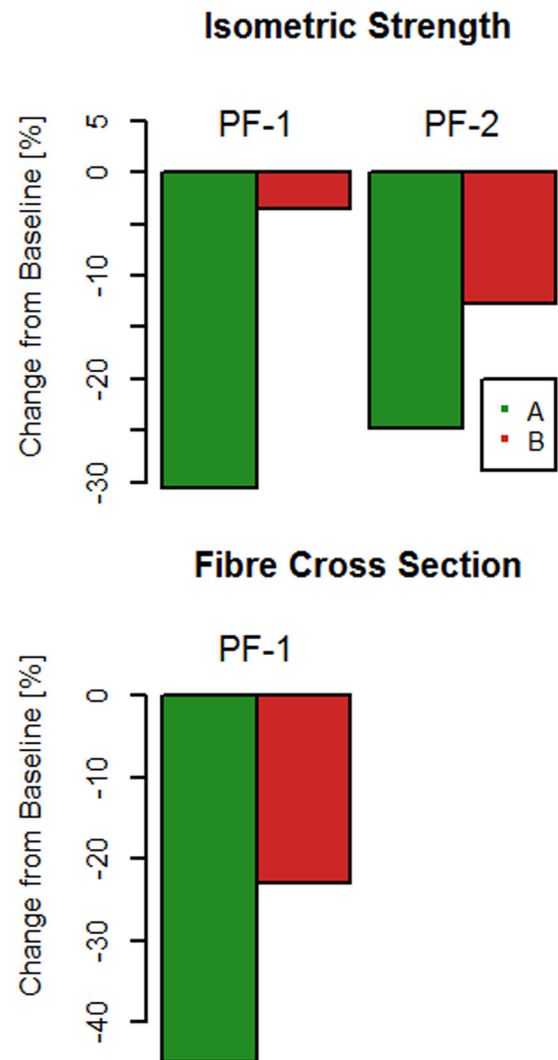 Isometric Strength
PF-1 PF-2
Change from Baseline [%]
5
0
-10
-20
-30
A
B
Fibre Cross Section
PF-1
Change from Baseline [%]
0
-10
-20
-30
-40